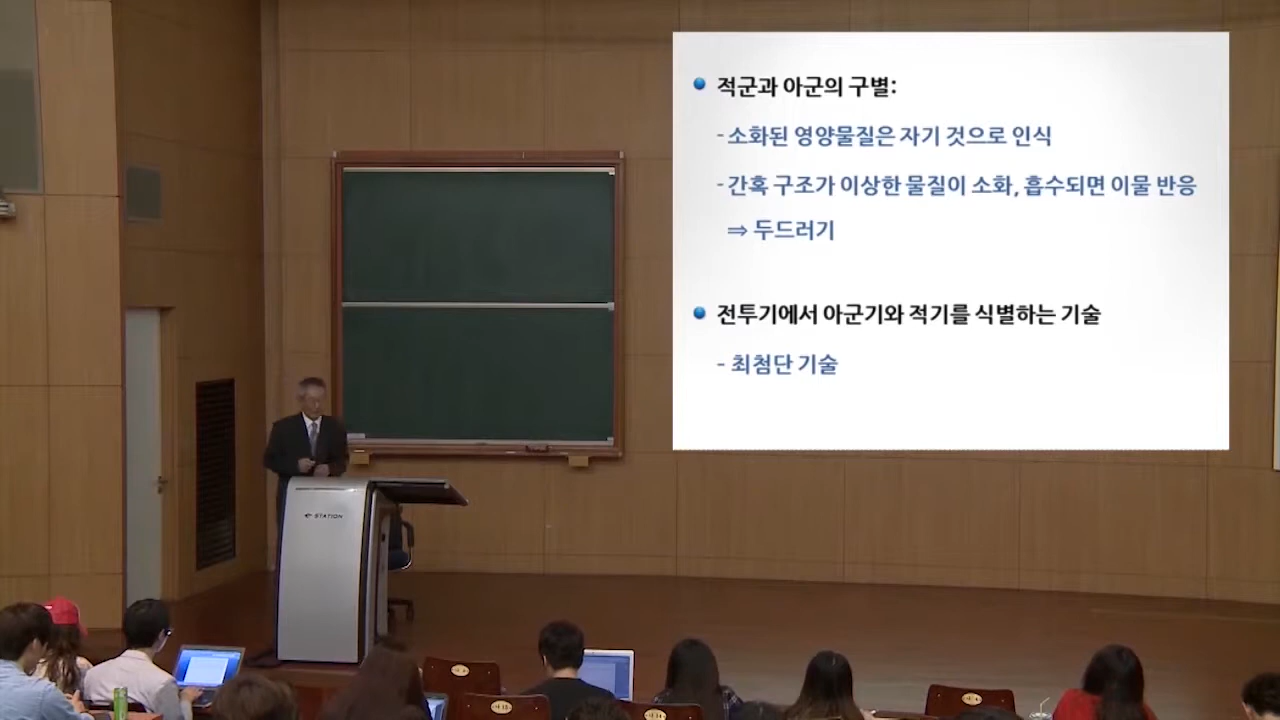 적군과 아군의 구별:
- 소화된 영양물질은 자기 것으로 인식
- 간혹 구조가 이상한 물질이 소화, 흡수되면 이물 반응
⇒ 두드러기
전투기에서 아군기와 적기를 식별하는 기술
- 최첨단 기술
e-STATION